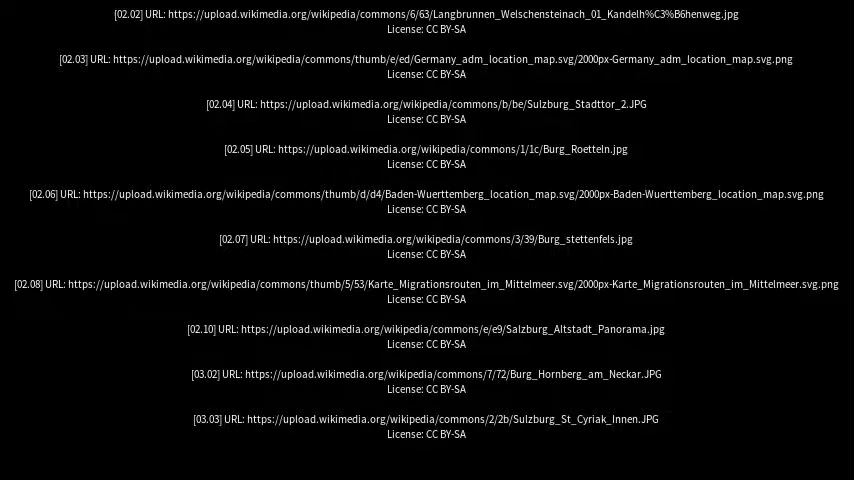 [02.02] URL: https://upload.wikimedia.org/wikipedia/commons/6/63/Langbrunnen_Welschensteinach_01_Kandelh%C3%B6henweg.jpg
License: CC BY-SA
[02.03] URL: https://upload.wikimedia.org/wikipedia/commons/thumb/e/ed/Germany_adm_location_map.svg/2000px-Germany_adm_location_map.svg.png
License: CC BY-SA
[02.04] URL: https://upload.wikimedia.org/wikipedia/commons/b/be/Sulzburg_Stadttor_2.JPG
License: CC BY-SA
[02.05] URL: https://upload.wikimedia.org/wikipedia/commons/1/1c/Burg_Roetteln.jpg
License: CC BY-SA
[02.06] URL: https://upload.wikimedia.org/wikipedia/commons/thumb/d/d4/Baden-Wuerttemberg_location_map.svg/2000px-Baden-Wuerttemberg_location_map.svg.png
License: CC BY-SA
[02.07] URL: https://upload.wikimedia.org/wikipedia/commons/3/39/Burg_stettenfels.jpg
License: CC BY-SA
[02.08] URL: https://upload.wikimedia.org/wikipedia/commons/thumb/5/53/Karte_Migrationsrouten_im_Mittelmeer.svg/2000px-Karte_Migrationsrouten_im_Mittelmeer.svg.png
License: CC BY-SA
[02.10] URL: https://upload.wikimedia.org/wikipedia/commons/e/e9/Salzburg_Altstadt_Panorama.jpg
License: CC BY-SA
[03.02] URL: https://upload.wikimedia.org/wikipedia/commons/7/72/Burg_Hornberg_am_Neckar.JPG
License: CC BY-SA
[03.03] URL: https://upload.wikimedia.org/wikipedia/commons/2/2b/Sulzburg_St_Cyriak_Innen.JPG
License: CC BY-SA